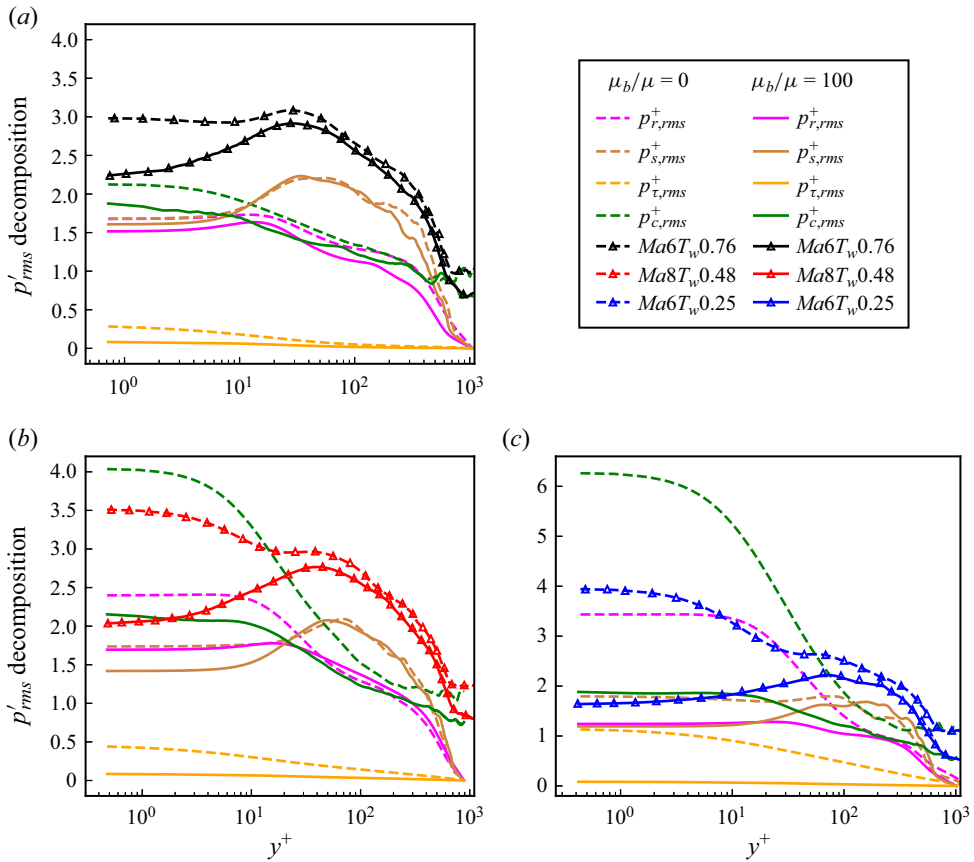 (a)
4.0
3.5
3.0
2.5
2.0
1.5
1.0
0.5
0
p′rms decomposition
10⁰ 10¹ 10² 10³
μb/μ = 0 μb/μ = 100
p⁺r,rms p⁺r,rms
p⁺s,rms p⁺s,rms
p⁺τ,rms p⁺τ,rms
p⁺c,rms p⁺c,rms
Ma6Tw0.76 Ma6Tw0.76
Ma8Tw0.48 Ma8Tw0.48
Ma6Tw0.25 Ma6Tw0.25
(b)
4.0
3.5
3.0
2.5
2.0
1.5
1.0
0.5
0
p′rms decomposition
10⁰ 10¹ 10² 10³
y⁺
(c)
6
5
4
3
2
1
0
10⁰ 10¹ 10² 10³
y⁺